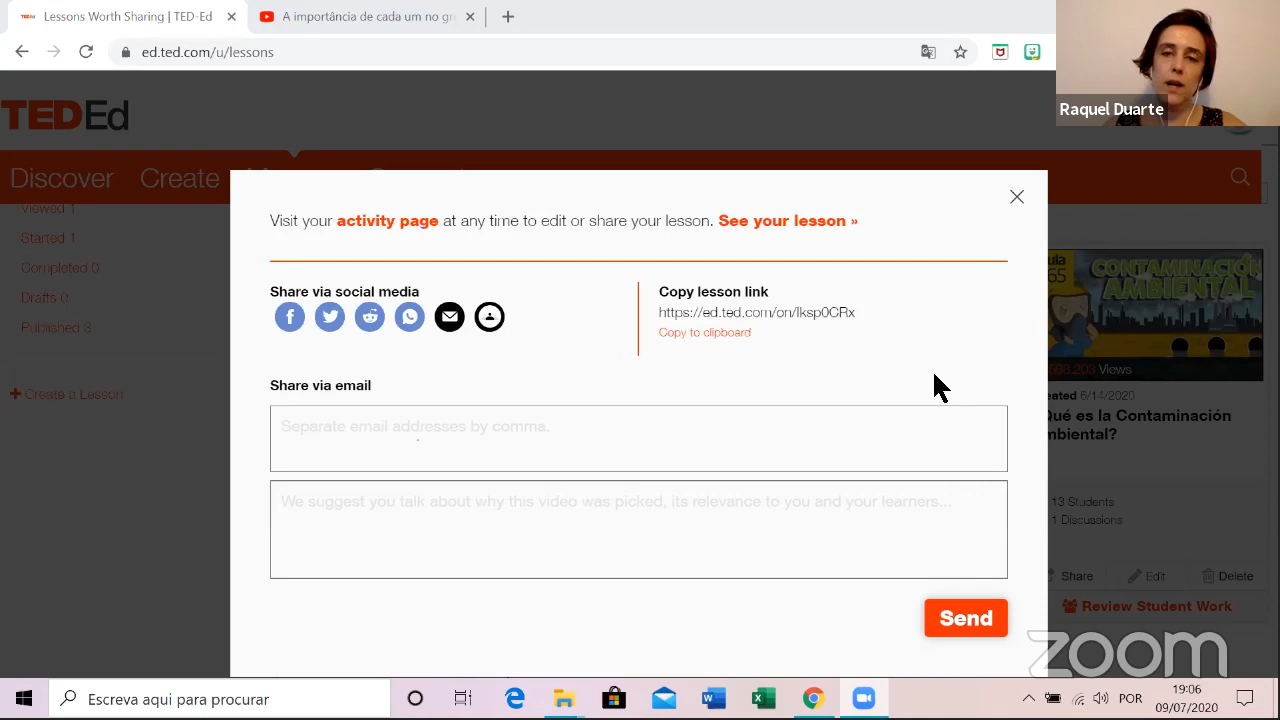 Lessons Worth Sharing | TED-Ed
A importância de cada um no gr
ed.ted.com/u/lessons
Raquel Duarte
TEDEd
Discover Create
Viewed 1
Started 1
Completed 0
Drafts 0
Published 3
+ Create a Lesson
Visit your activity page at any time to edit or share your lesson. See your lesson »
Share via social media
Copy lesson link
https://ed.ted.com/on/lksp0CRx
Copy to clipboard
Share via email
Separate email addresses by comma.
We suggest you talk about why this video was picked, its relevance to you and your learners...
Send
CONTAMINACIÓN
AMBIENTAL
Views
6/14/2020
Qué es la Contaminación
mbiental?
13 Students
1 Discussions
Share Edit Delete
Review Student Work
zoom
Escreva aqui para procurar
POR
19:06
09/07/2020